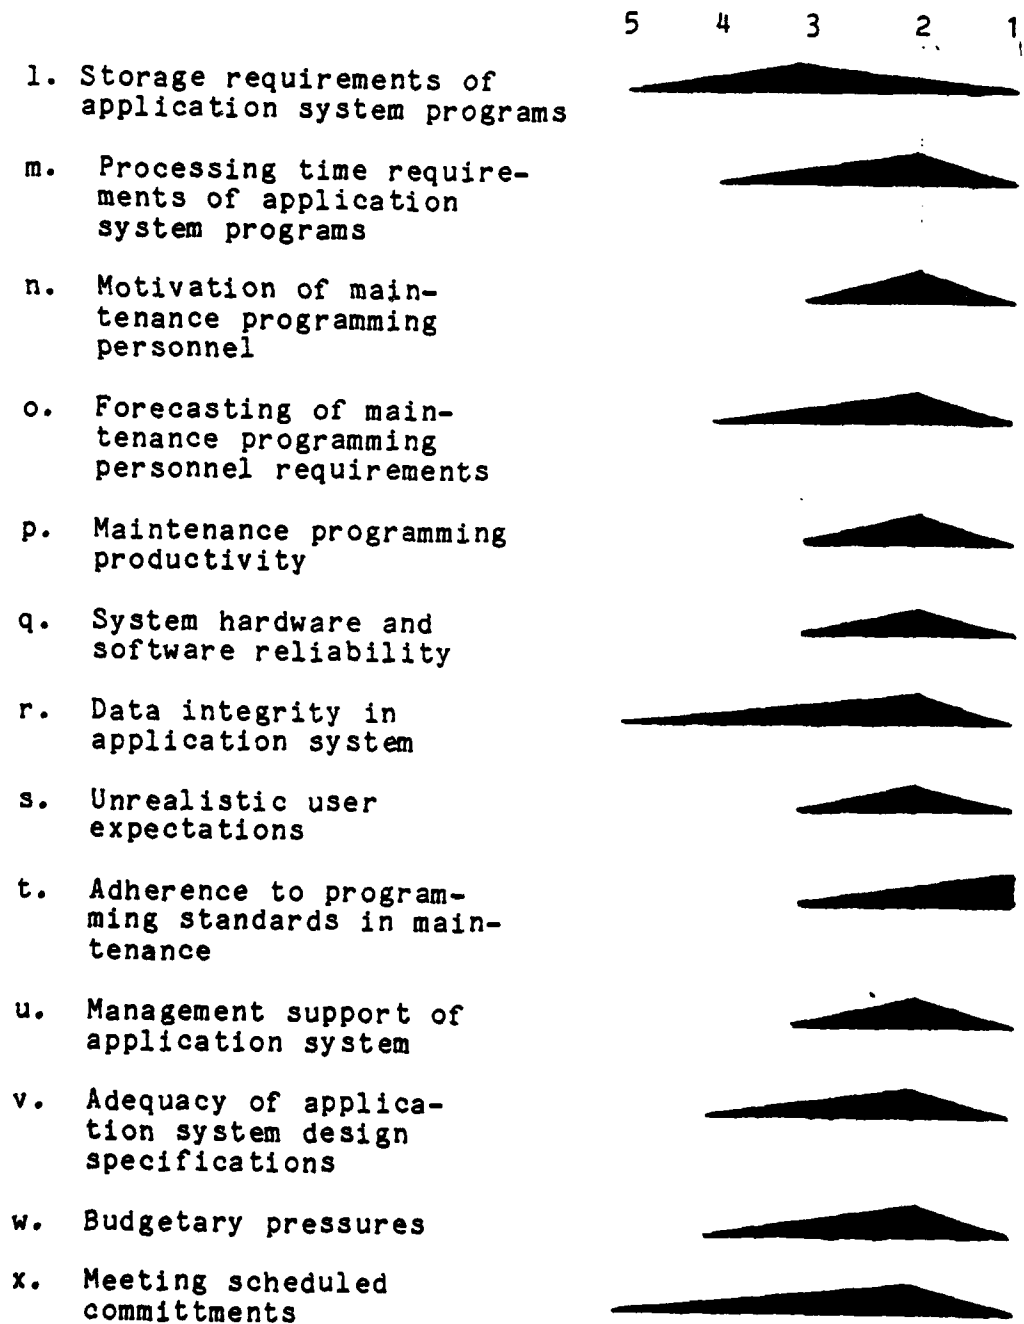 5 4 3 2 1
l. Storage requirements of
application system programs
m. Processing time require-
ments of application
system programs
n. Motivation of main-
tenance programming
personnel
o. Forecasting of main-
tenance programming
personnel requirements
p. Maintenance programming
productivity
q. System hardware and
software reliability
r. Data integrity in
application system
s. Unrealistic user
expectations
t. Adherence to program-
ming standards in main-
tenance
u. Management support of
application system
v. Adequacy of applica-
tion system design
specifications
w. Budgetary pressures
x. Meeting scheduled
committments